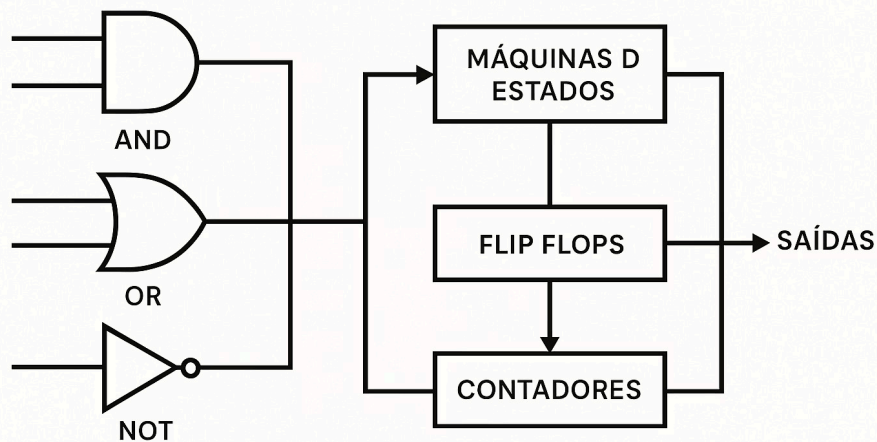 AND
OR
NOT
MÁQUINAS D
ESTADOS
FLIP FLOPS
CONTADORES
SAÍDAS